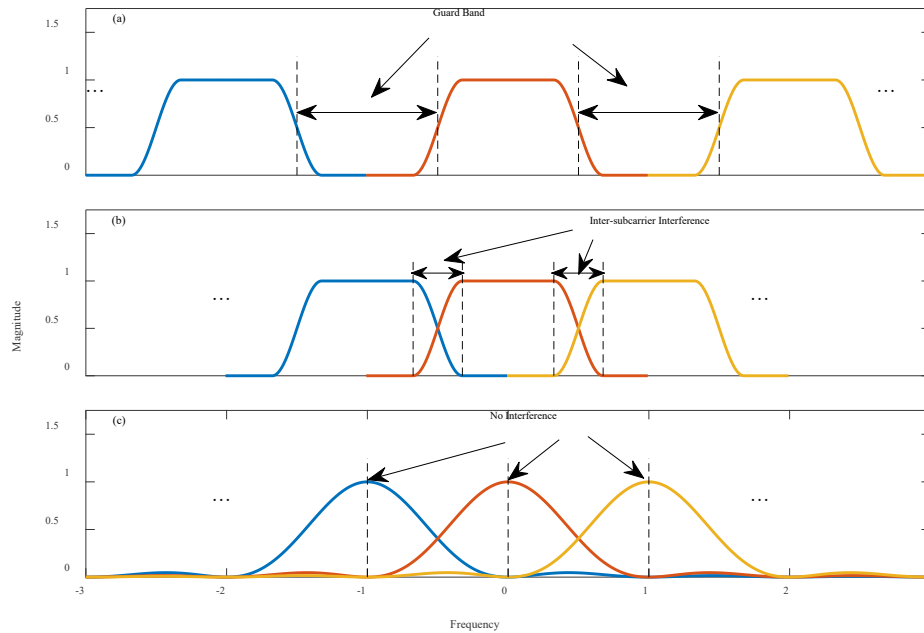 (a)
Guard Band
1.5
1
0.5
0
...
...
(b)
Inter-subcarrier Interference
1.5
1
0.5
0
...
...
Magnitude
(c)
No Interference
1.5
1
0.5
0
...
...
-3 -2 -1 0 1 2
Frequency